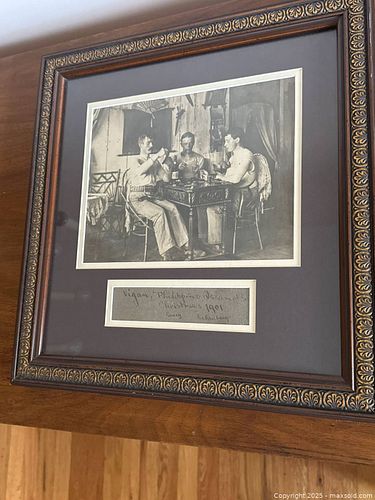 Vigan, Philippine Islands
Christmas 1901
Copyright © 2025 - maxsold.com